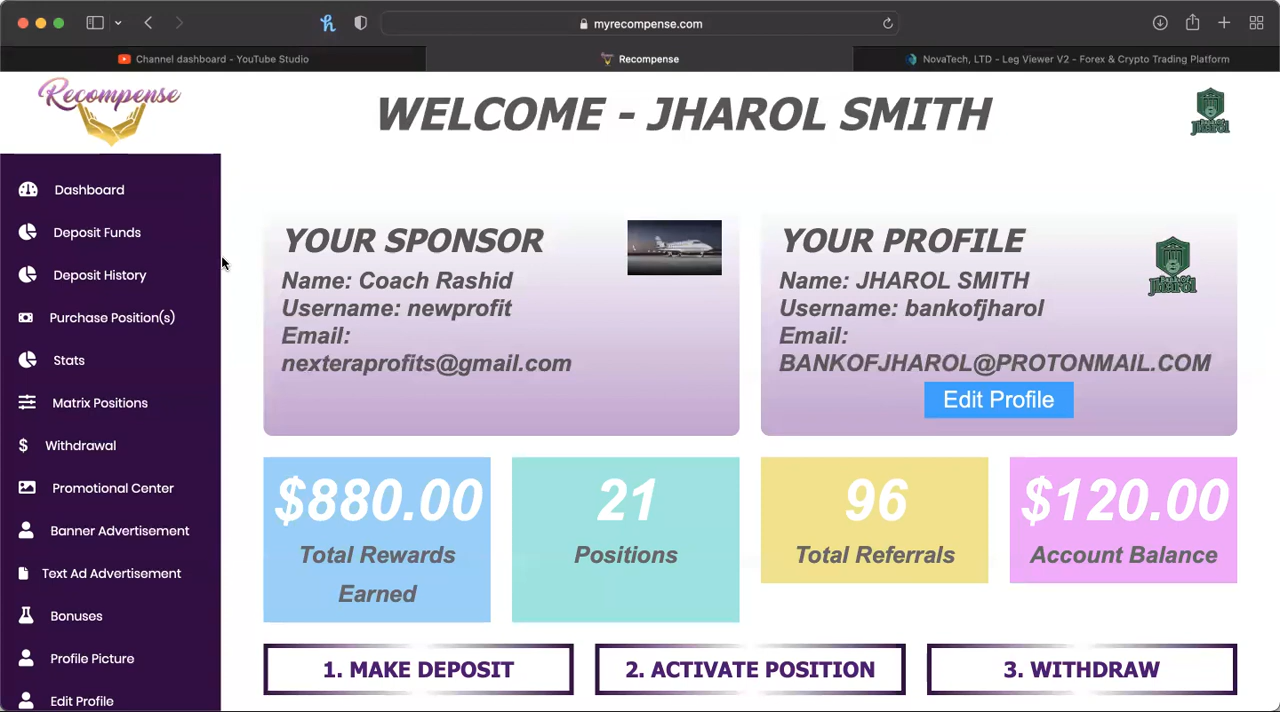 myrecompense.com
Channel dashboard - YouTube Studio
Recompense
NovaTech, LTD - Leg Viewer V2 - Forex & Crypto Trading Platform
Recompense
WELCOME - JHAROL SMITH
Jharol
Dashboard
Deposit Funds
Deposit History
Purchase Position(s)
Stats
Matrix Positions
Withdrawal
Promotional Center
Banner Advertisement
Text Ad Advertisement
Bonuses
Profile Picture
Edit Profile
YOUR SPONSOR
Name: Coach Rashid
Username: newprofit
Email:
nexteraprofits@gmail.com
YOUR PROFILE
Name: JHAROL SMITH
Username: bankofjharol
Email:
BANKOFJHAROL@PROTONMAIL.COM
Jharol
Edit Profile
$880.00
Total Rewards
Earned
21
Positions
96
Total Referrals
$120.00
Account Balance
1. MAKE DEPOSIT
2. ACTIVATE POSITION
3. WITHDRAW